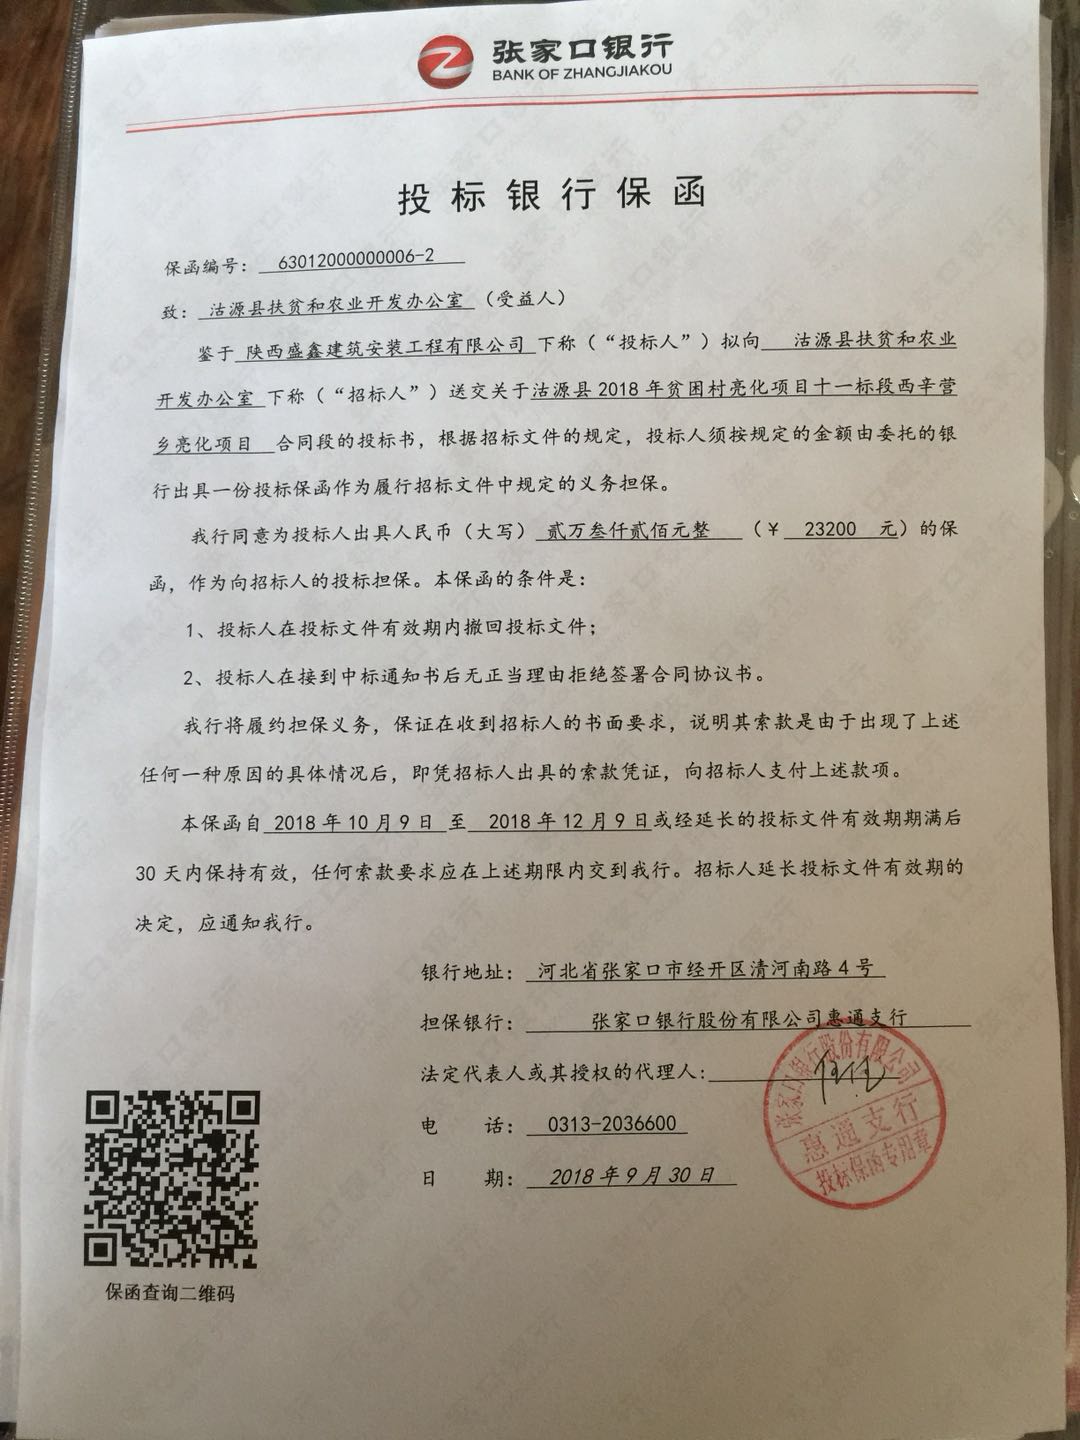 张家口银行
BANK OF ZHANGJIAKOU
投标银行保函
保函编号: 63012000000006-2
致: 沽源县扶贫和农业开发办公室 （受益人）
鉴于 陕西盛鑫建筑安装工程有限公司 下称（“投标人”）拟向 沽源县扶贫和农业
开发办公室 下称（“招标人”）送交关于沽源县2018年贫困村亮化项目十一标段西辛营
乡亮化项目 合同段的投标书，根据招标文件的规定，投标人须按规定的金额由委托的银
行出具一份投标保函作为履行招标文件中规定的义务担保。
我行同意为投标人出具人民币（大写） 贰万叁仟贰佰元整 （￥ 23200 元）的保
函，作为向招标人的投标担保。本保函的条件是：
1、投标人在投标文件有效期内撤回投标文件；
2、投标人在接到中标通知书后无正当理由拒绝签署合同协议书。
我行将履约担保义务，保证在收到招标人的书面要求，说明其索款是由于出现了上述
任何一种原因的具体情况后，即凭招标人出具的索款凭证，向招标人支付上述款项。
本保函自 2018年10月9日 至 2018年12月9日或经延长的投标文件有效期期满后
30天内保持有效，任何索款要求应在上述期限内交到我行。招标人延长投标文件有效期的
决定，应通知我行。
银行地址: 河北省张家口市经开区清河南路4号
担保银行: 张家口银行股份有限公司惠通支行
法定代表人或其授权的代理人:
电 话: 0313-2036600
日 期: 2018年9月30日
张家口银行股份有限公司
惠通支行
投标保函专用章
保函查询二维码